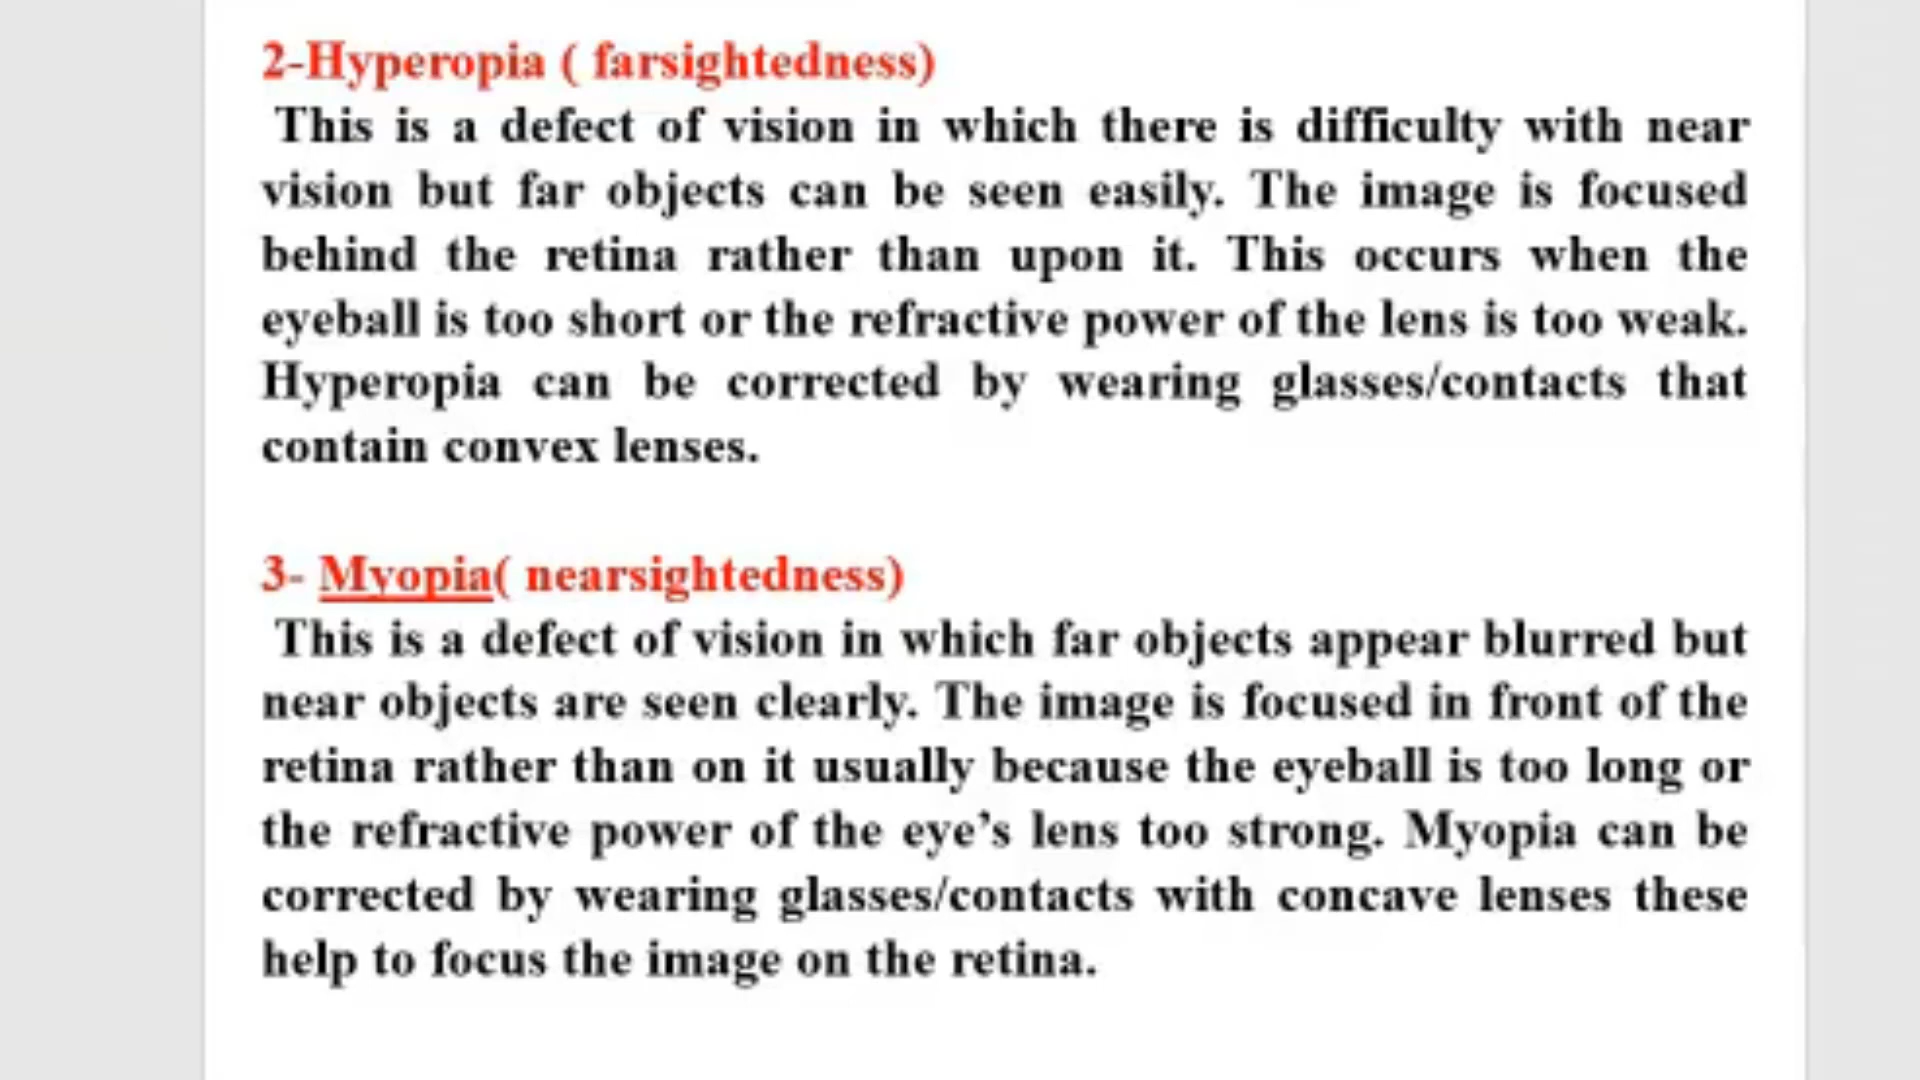 2-Hyperopia ( farsightedness)
This is a defect of vision in which there is difficulty with near
vision but far objects can be seen easily. The image is focused
behind the retina rather than upon it. This occurs when the
eyeball is too short or the refractive power of the lens is too weak.
Hyperopia can be corrected by wearing glasses/contacts that
contain convex lenses.
3- Myopia( nearsightedness)
This is a defect of vision in which far objects appear blurred but
near objects are seen clearly. The image is focused in front of the
retina rather than on it usually because the eyeball is too long or
the refractive power of the eye’s lens too strong. Myopia can be
corrected by wearing glasses/contacts with concave lenses these
help to focus the image on the retina.